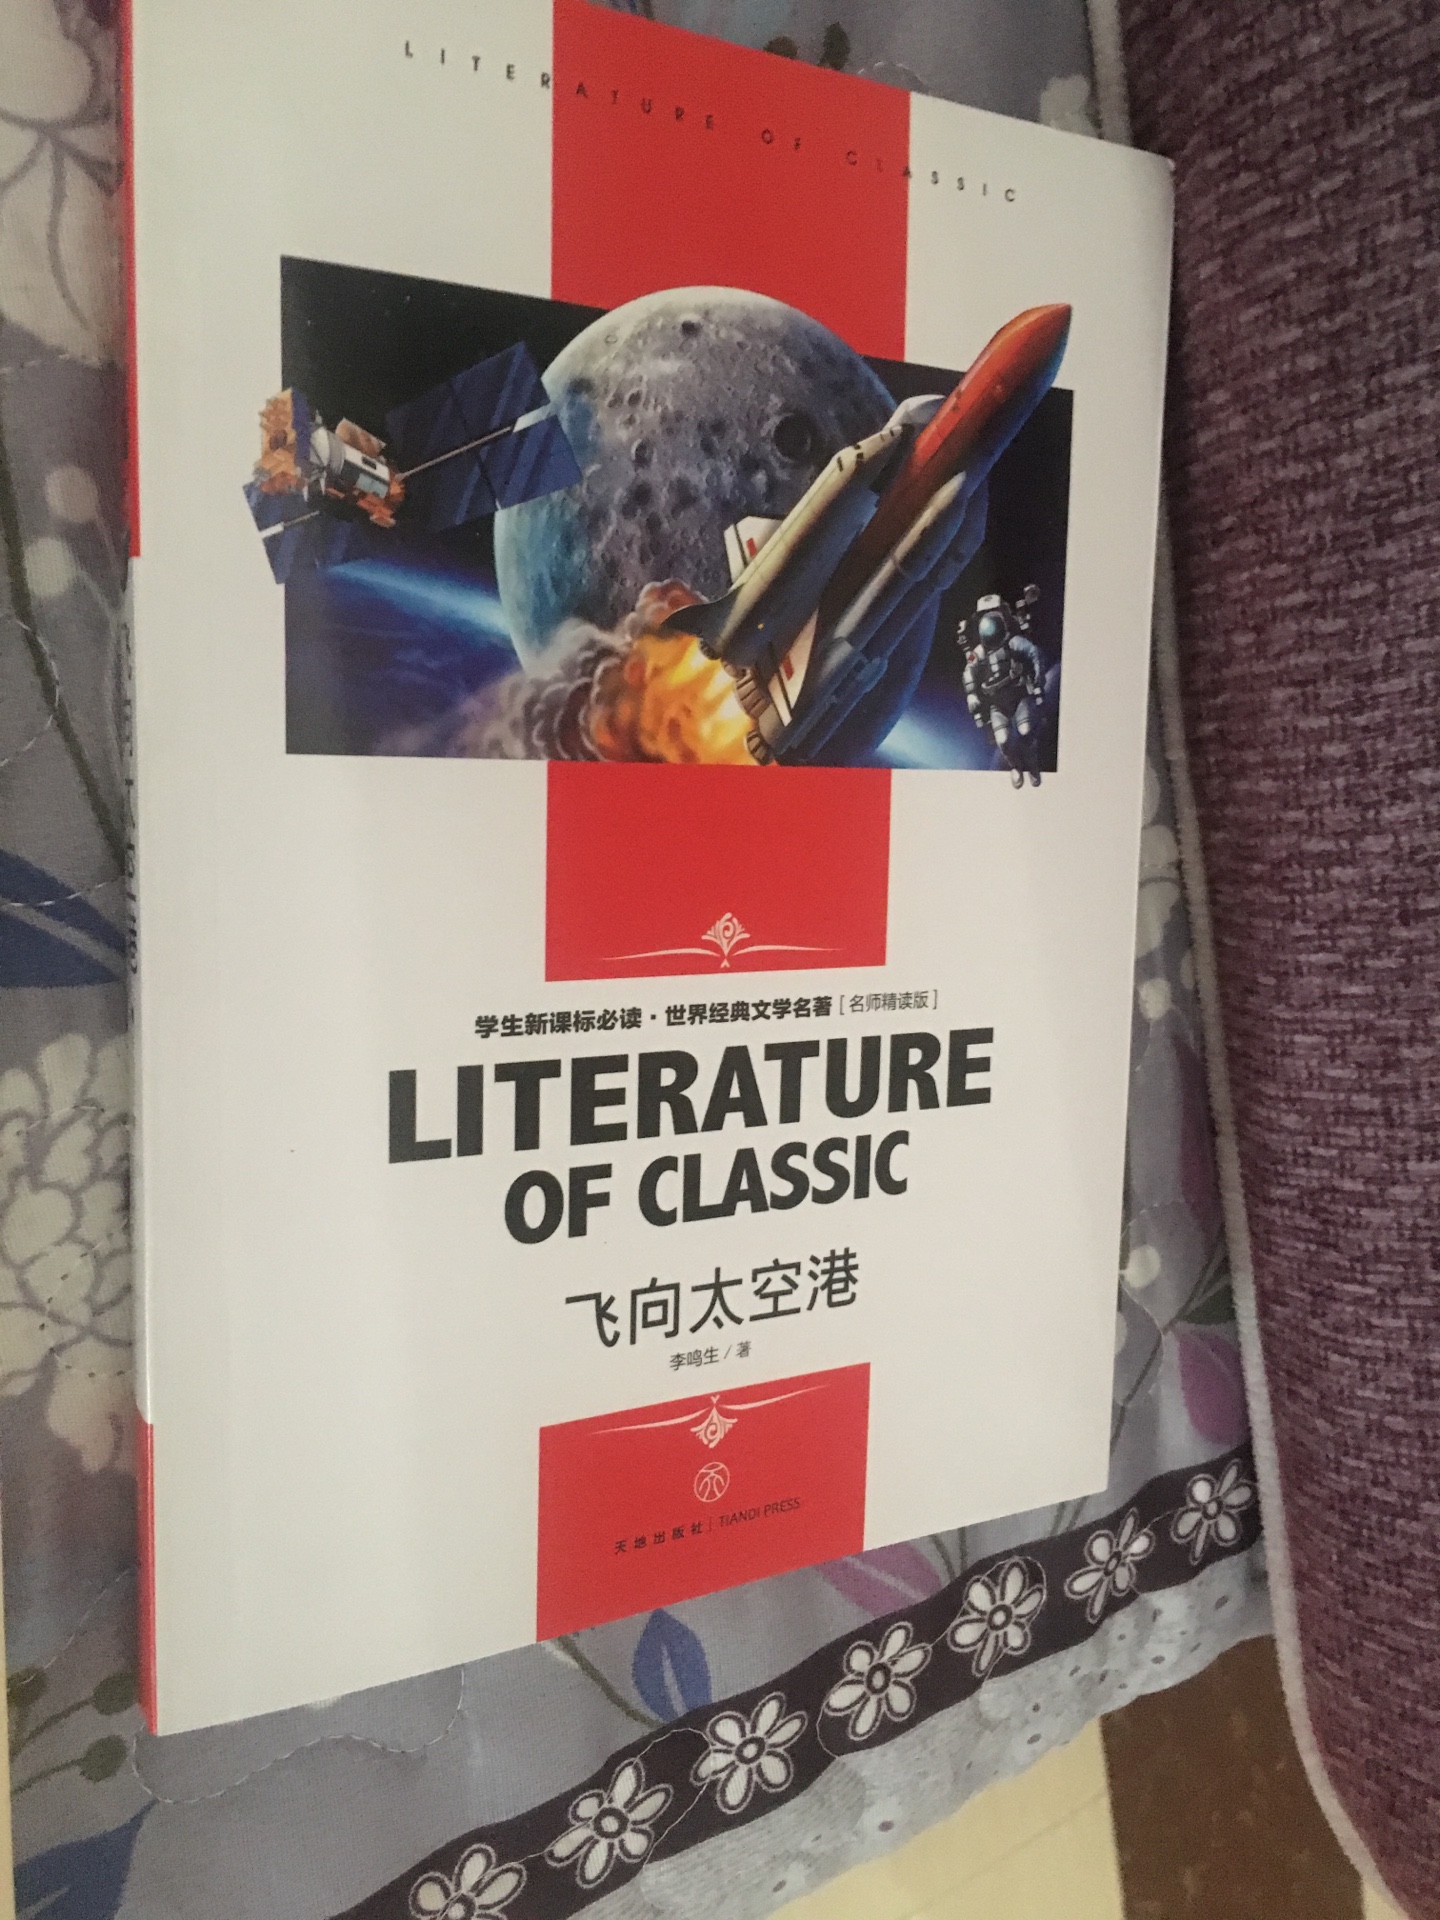 LITERATURE OF CLASSIC
学生新课标必读·世界经典文学名著[名师精读版]
LITERATURE
OF CLASSIC
飞向太空港
李鸣生/著
天地出版社|TIANDI PRESS